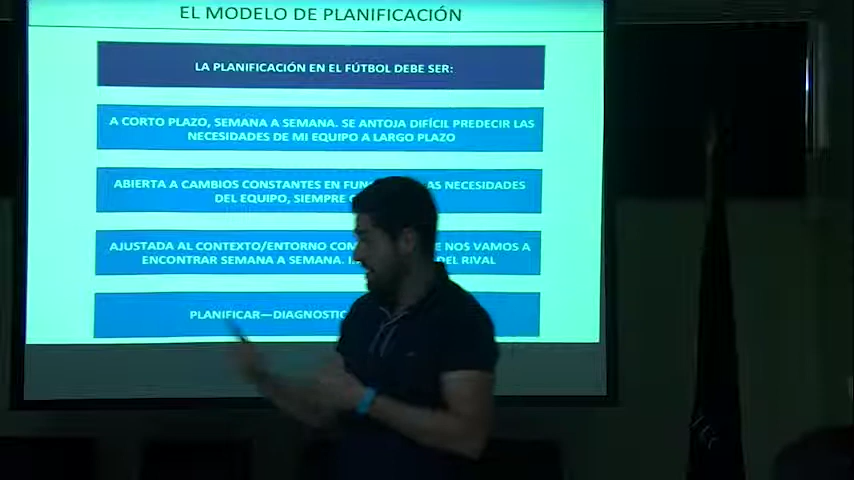 EL MODELO DE PLANIFICACIÓN
LA PLANIFICACIÓN EN EL FÚTBOL DEBE SER:
A CORTO PLAZO, SEMANA A SEMANA. SE ANTOJA DIFÍCIL PREDECIR LAS
NECESIDADES DE MI EQUIPO A LARGO PLAZO
ABIERTA A CAMBIOS CONSTANTES EN AS NECESIDADES
DEL EQUIPO, SIEMPRE
AJUSTADA AL CONTEXTO/ENTORNO NOS VAMOS A
ENCONTRAR SEMANA A SEMANA. DEL RIVAL
PLANIFICAR—DIAGNOSTIC